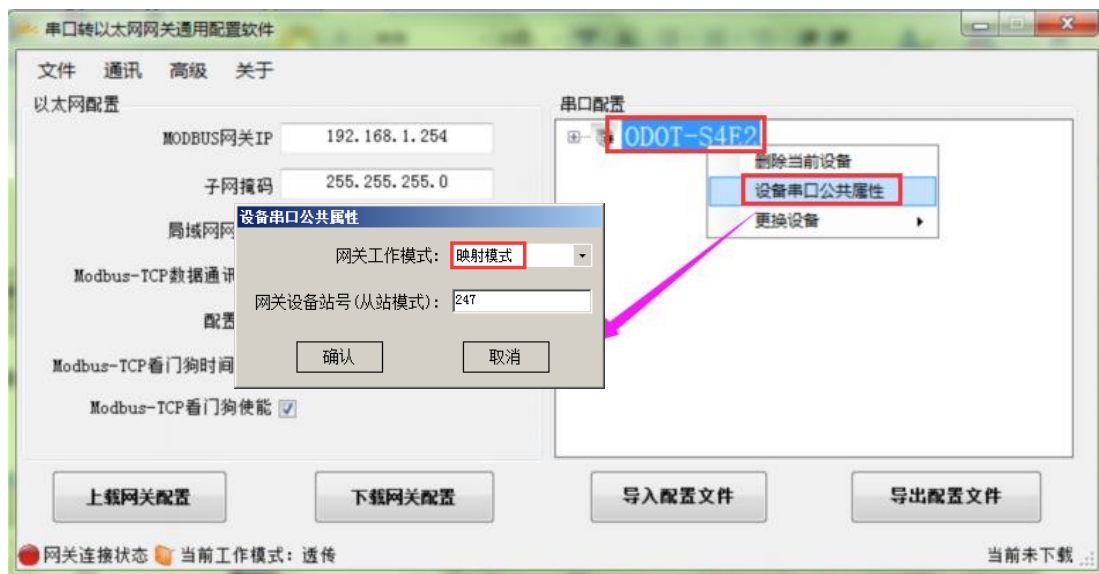 串口转以太网网关通用配置软件
文件 通讯 高级 关于
以太网配置
MODBUS网关IP 192.168.1.254
子网掩码 255.255.255.0
局域网网
Modbus-TCP数据通讯
配置
Modbus-TCP看门狗时间
Modbus-TCP看门狗使能
设备串口公共属性
网关工作模式: 映射模式
网关设备站号(从站模式): 247
确认 取消
串口配置
ODOT-S4E2
删除当前设备
设备串口公共属性
更换设备
上载网关配置 下载网关配置 导入配置文件 导出配置文件
网关连接状态 当前工作模式: 透传 当前未下载